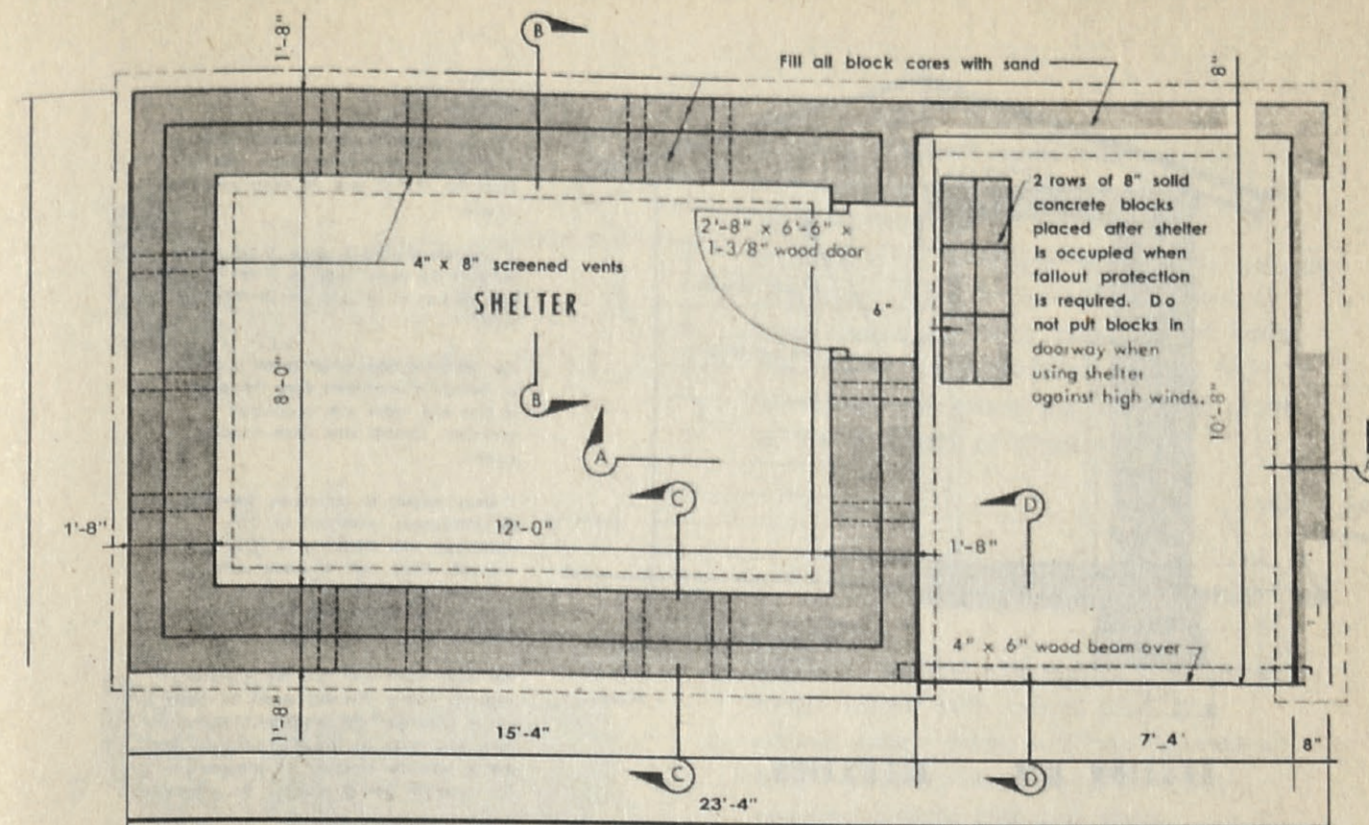 1'-8"
B
Fill all block cores with sand
8"
2 rows of 8" solid
concrete blocks
placed after shelter
is occupied when
fallout protection
is required. Do
not put blocks in
doorway when
using shelter
against high winds.
2'-8" x 6'-6" x
1-3/8" wood door
4" x 8" screened vents
SHELTER
6"
8'-0"
B
A
10'-8"
C
D
1'-8"
12'-0"
1'-8"
4" x 6" wood beam over
1'-8"
15'-4"
7'_4'
8"
C
D
23'-4"